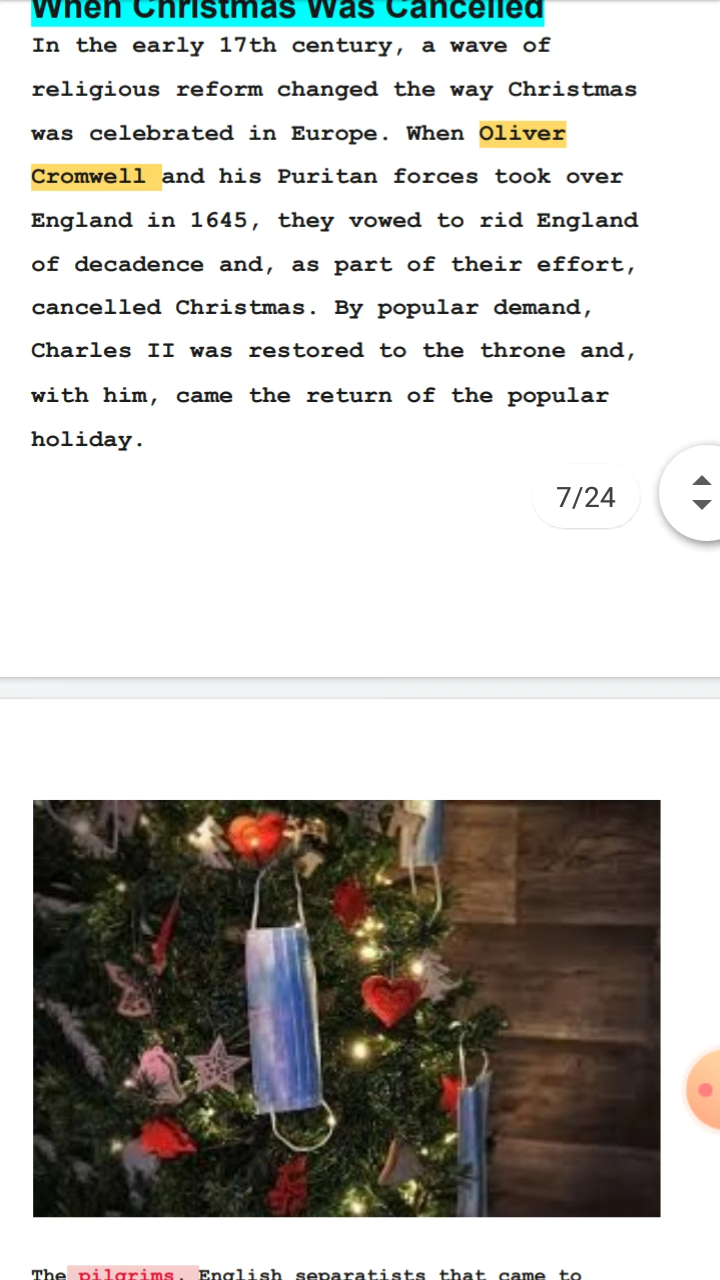 When Christmas Was Cancelled
In the early 17th century, a wave of
religious reform changed the way Christmas
was celebrated in Europe. When Oliver
Cromwell and his Puritan forces took over
England in 1645, they vowed to rid England
of decadence and, as part of their effort,
cancelled Christmas. By popular demand,
Charles II was restored to the throne and,
with him, came the return of the popular
holiday.
7/24
The pilgrims, English separatists that came to